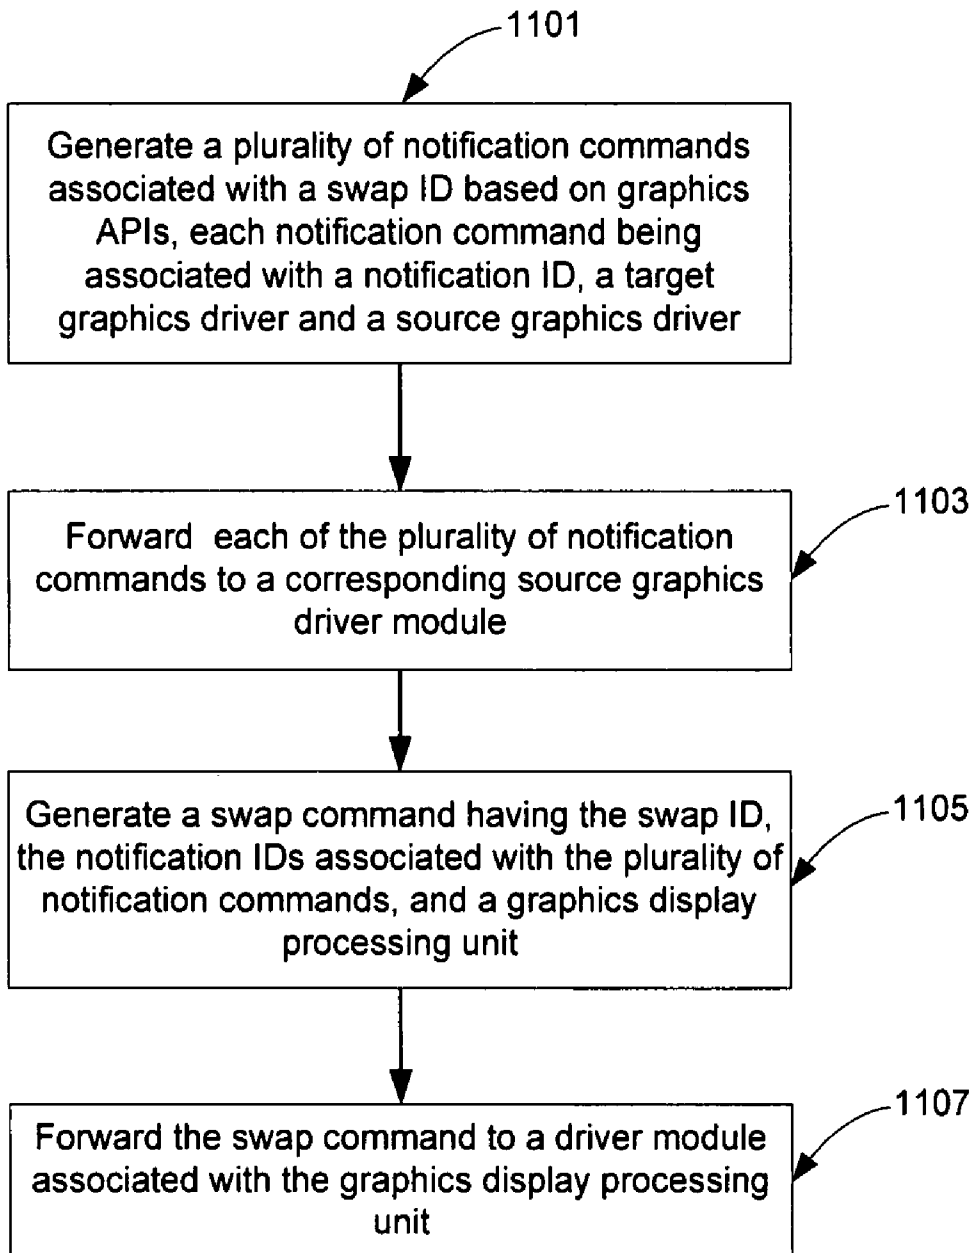 1101
Generate a plurality of notification commands
associated with a swap ID based on graphics
APIs, each notification command being
associated with a notification ID, a target
graphics driver and a source graphics driver
1103
Forward each of the plurality of notification
commands to a corresponding source graphics
driver module
1105
Generate a swap command having the swap ID,
the notification IDs associated with the plurality of
notification commands, and a graphics display
processing unit
1107
Forward the swap command to a driver module
associated with the graphics display processing
unit